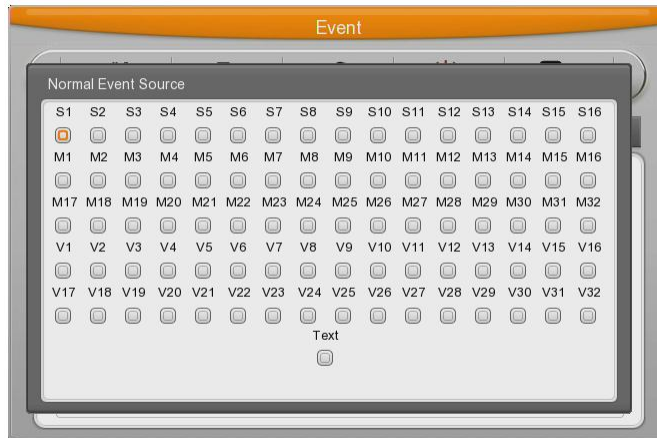 Event
Normal Event Source
S1 S2 S3 S4 S5 S6 S7 S8 S9 S10 S11 S12 S13 S14 S15 S16
M1 M2 M3 M4 M5 M6 M7 M8 M9 M10 M11 M12 M13 M14 M15 M16
M17 M18 M19 M20 M21 M22 M23 M24 M25 M26 M27 M28 M29 M30 M31 M32
V1 V2 V3 V4 V5 V6 V7 V8 V9 V10 V11 V12 V13 V14 V15 V16
V17 V18 V19 V20 V21 V22 V23 V24 V25 V26 V27 V28 V29 V30 V31 V32
Text